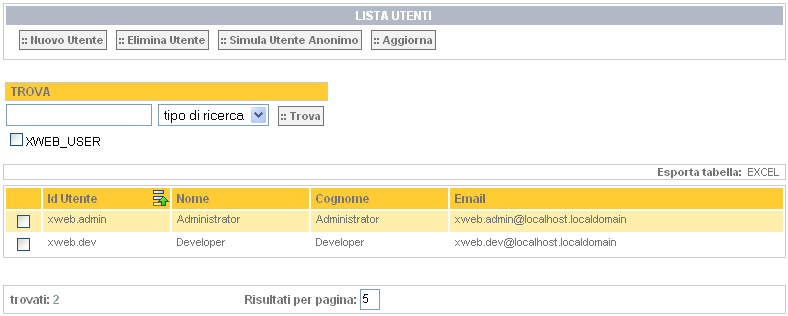 LISTA UTENTI
:: Nuovo Utente :: Elimina Utente :: Simula Utente Anonimo :: Aggiorna
TROVA
tipo di ricerca :: Trova
XWEB_USER
Esporta tabella: EXCEL
Id Utente Nome Cognome Email
xweb.admin Administrator Administrator xweb.admin@localhost.localdomain
xweb.dev Developer Developer xweb.dev@localhost.localdomain
trovati: 2 Risultati per pagina: 5